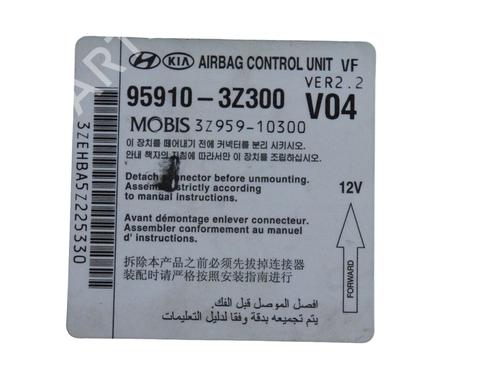 HYUNDAI KIA AIRBAG CONTROL UNIT VF
VER2.2
95910-3Z300 V04
MOBIS 3Z959-10300
이 장치를 떼어내기 전에 커넥터를 분리 시키시오.
안내 책자의 지침에 따라서만 이 장치를 조립하십시오.
Detach connector before unmounting.
Assemble strictly according
to manual instructions.
12V
Avant démontage enlever connecteur.
Assembler conformement au manuel
d' instructions.
拆除本产品之前必须先拔掉连接器
装配时请严格按照安装指南进行
افصل الموصل قبل الفك.
يتم تجميعه بدقة وفقا لدليل التعليمات
FORWARD
3ZEHBA5Z225330